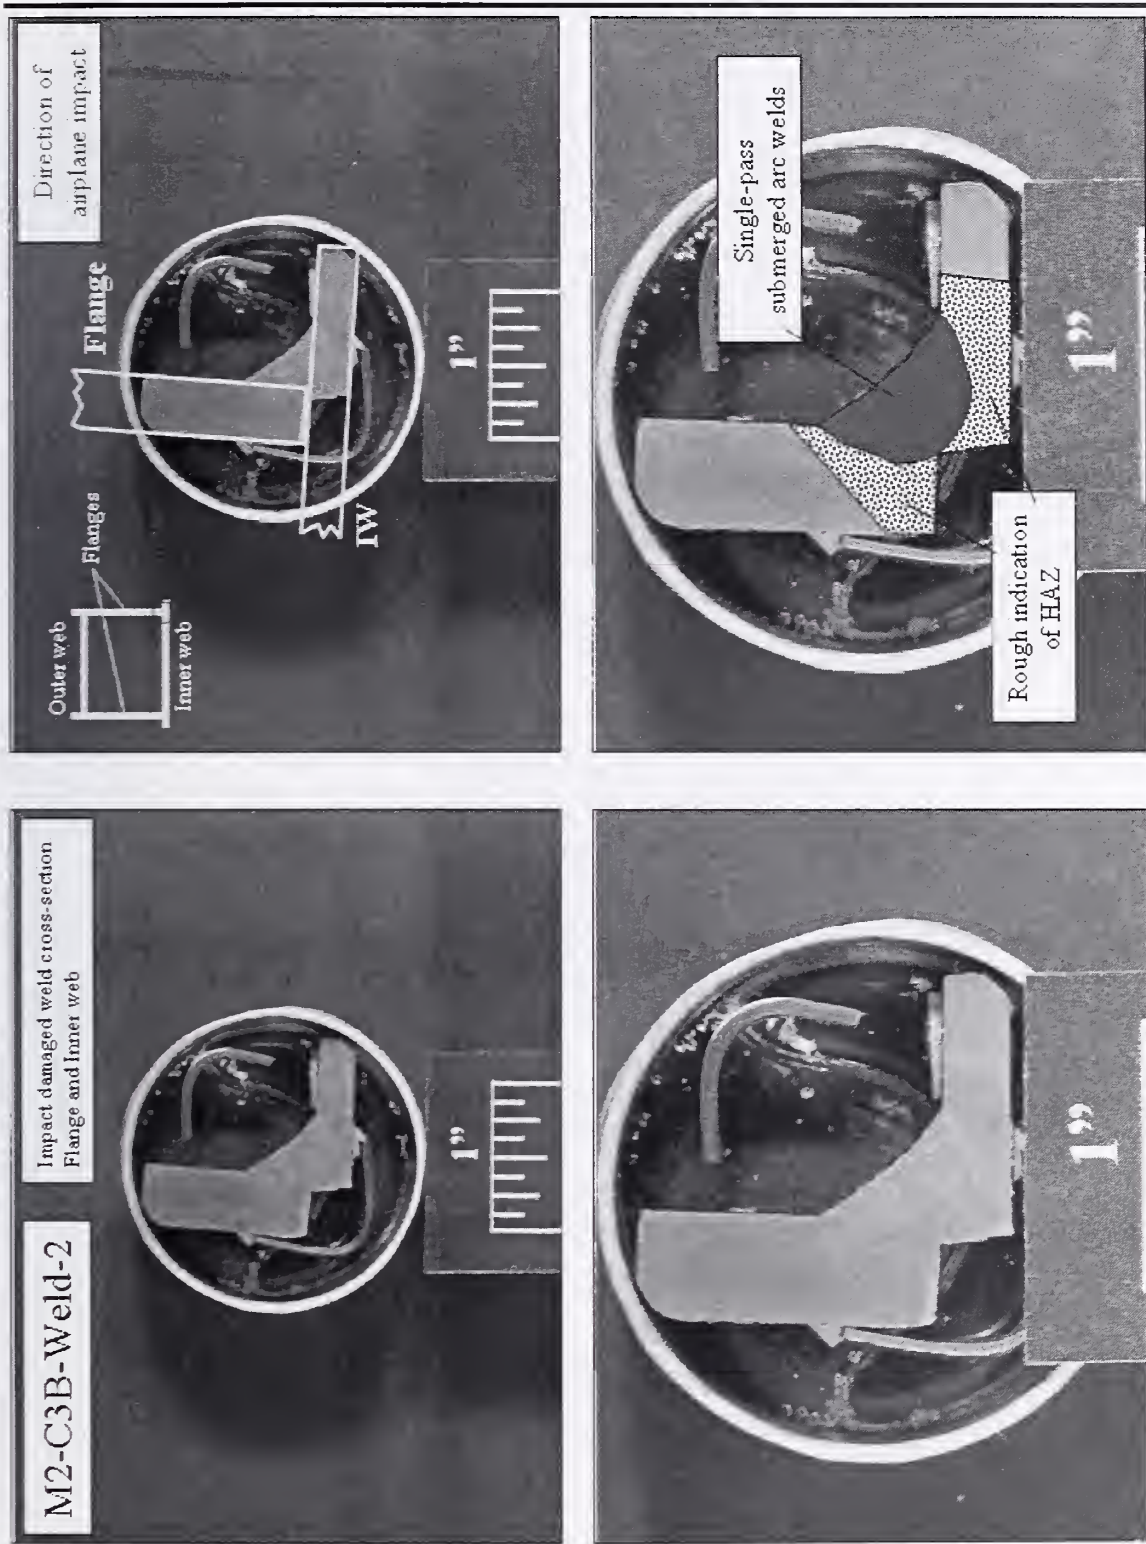 M2-C3B-Weld-2
Impact damaged weld cross-section
Flange and Inner web
1”
Outer web
Flanges
Inner web
Flange
IW
Direction of
airplane impact
1”
1”
Single-pass
submerged arc welds
Rough indication
of HAZ
1”